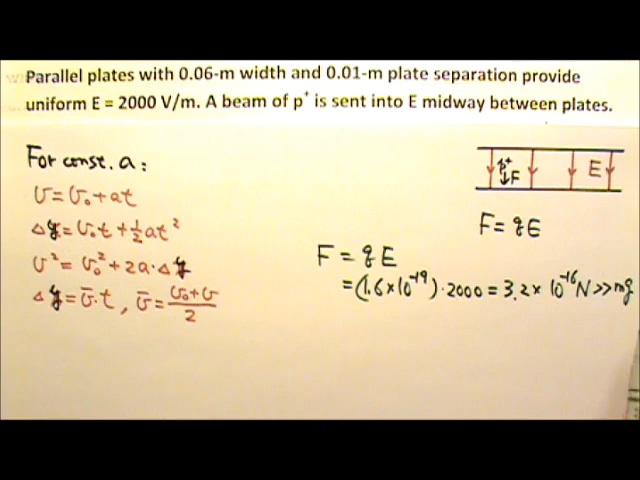 Parallel plates with 0.06-m width and 0.01-m plate separation provide
uniform E = 2000 V/m. A beam of p⁺ is sent into E midway between plates.
For const. a:
v = v₀ + at
Δy = v₀t + ½at²
v² = v₀² + 2a·Δy
Δy = v̄·t, v̄ = (v₀+v)/2
p⁺ ↓F E
F = qE
F = qE
= (1.6×10⁻¹⁹)·2000 = 3.2×10⁻¹⁶N >> mg